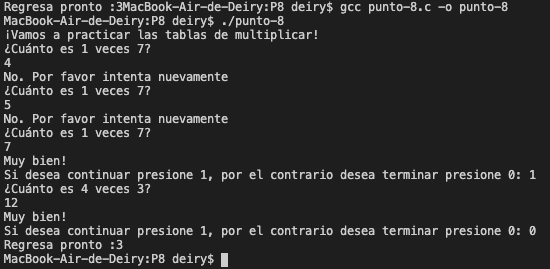 Regresa pronto :3MacBook-Air-de-Deiry:P8 deiry$ gcc punto-8.c -o punto-8
MacBook-Air-de-Deiry:P8 deiry$ ./punto-8
¡Vamos a practicar las tablas de multiplicar!
¿Cuánto es 1 veces 7?
4
No. Por favor intenta nuevamente
¿Cuánto es 1 veces 7?
5
No. Por favor intenta nuevamente
¿Cuánto es 1 veces 7?
7
Muy bien!
Si desea continuar presione 1, por el contrario desea terminar presione 0: 1
¿Cuánto es 4 veces 3?
12
Muy bien!
Si desea continuar presione 1, por el contrario desea terminar presione 0: 0
Regresa pronto :3
MacBook-Air-de-Deiry:P8 deiry$